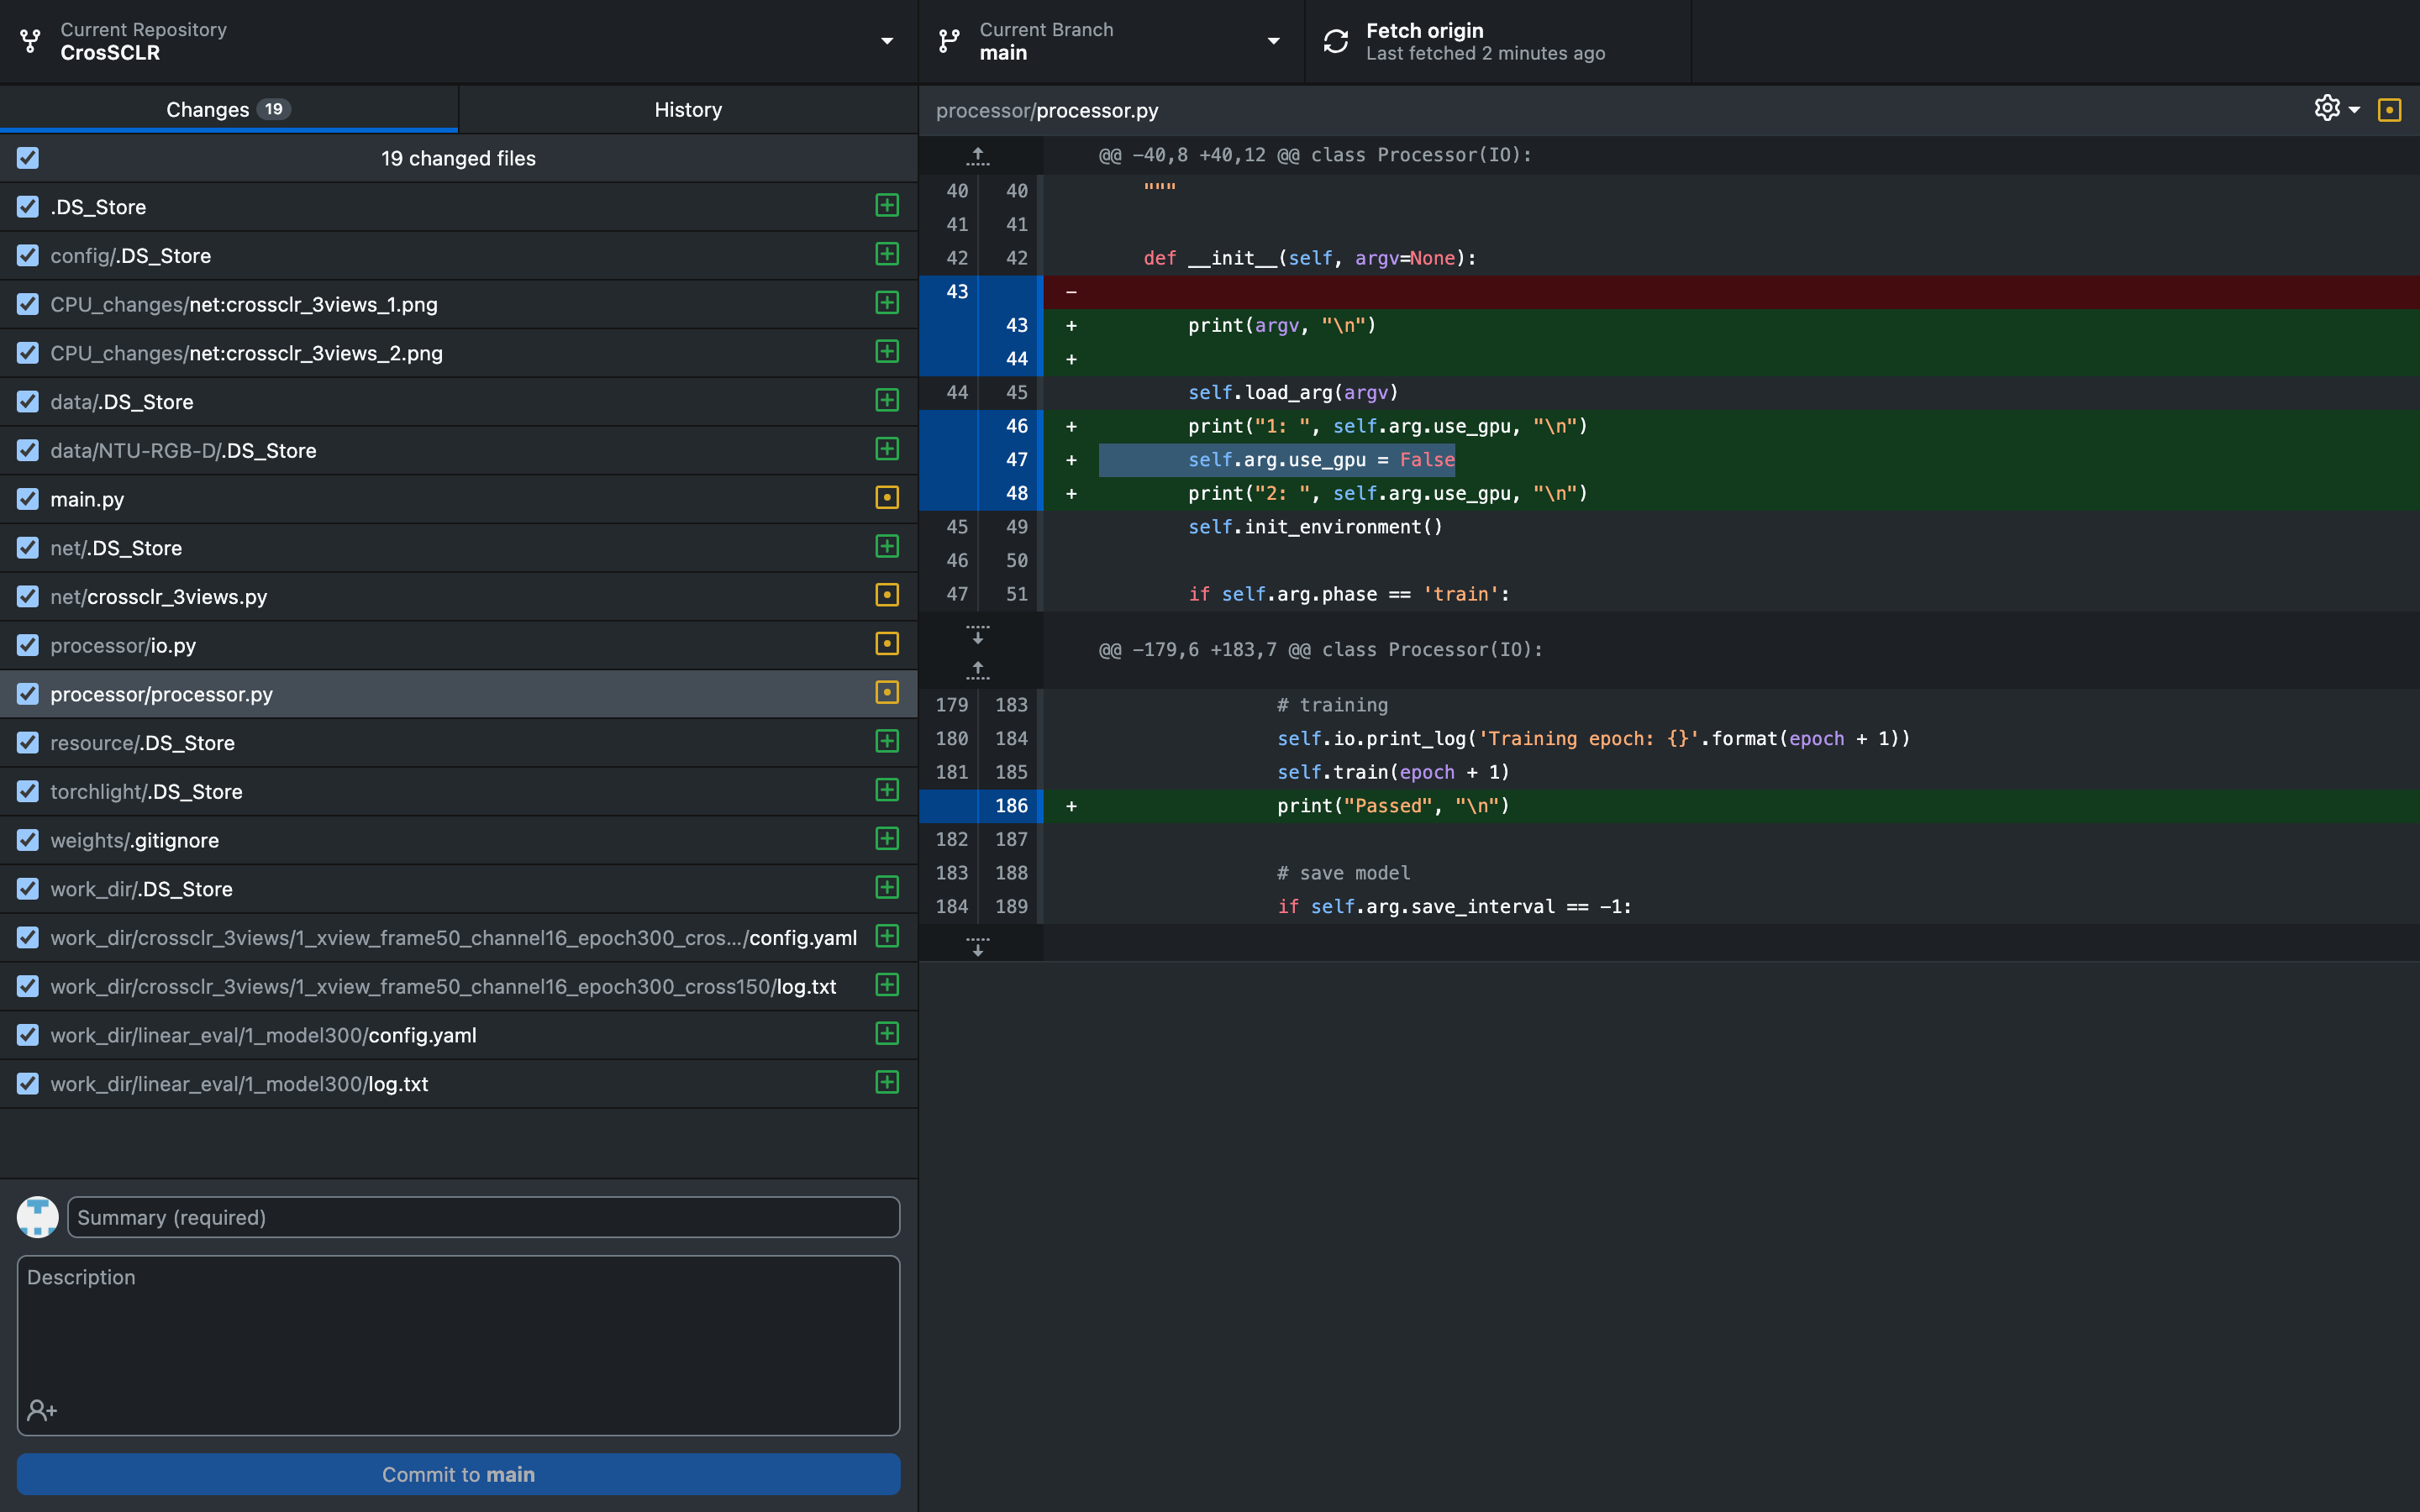 Current Repository
CrosSCLR
Current Branch
main
Fetch origin
Last fetched 2 minutes ago
Changes 19
History
19 changed files
.DS_Store
config/.DS_Store
CPU_changes/net:crossclr_3views_1.png
CPU_changes/net:crossclr_3views_2.png
data/.DS_Store
data/NTU-RGB-D/.DS_Store
main.py
net/.DS_Store
net/crossclr_3views.py
processor/io.py
processor/processor.py
resource/.DS_Store
torchlight/.DS_Store
weights/.gitignore
work_dir/.DS_Store
work_dir/crossclr_3views/1_xview_frame50_channel16_epoch300_cros.../config.yaml
work_dir/crossclr_3views/1_xview_frame50_channel16_epoch300_cross150/log.txt
work_dir/linear_eval/1_model300/config.yaml
work_dir/linear_eval/1_model300/log.txt
Summary (required)
Description
Commit to main
processor/processor.py
@@ -40,8 +40,12 @@ class Processor(IO):
40 40 """
41 41
42 42 def __init__(self, argv=None):
43 -
43 + print(argv, "\n")
44 +
44 45 self.load_arg(argv)
46 + print("1: ", self.arg.use_gpu, "\n")
47 + self.arg.use_gpu = False
48 + print("2: ", self.arg.use_gpu, "\n")
45 49 self.init_environment()
46 50
47 51 if self.arg.phase == 'train':
@@ -179,6 +183,7 @@ class Processor(IO):
179 183 # training
180 184 self.io.print_log('Training epoch: {}'.format(epoch + 1))
181 185 self.train(epoch + 1)
186 + print("Passed", "\n")
182 187
183 188 # save model
184 189 if self.arg.save_interval == -1: